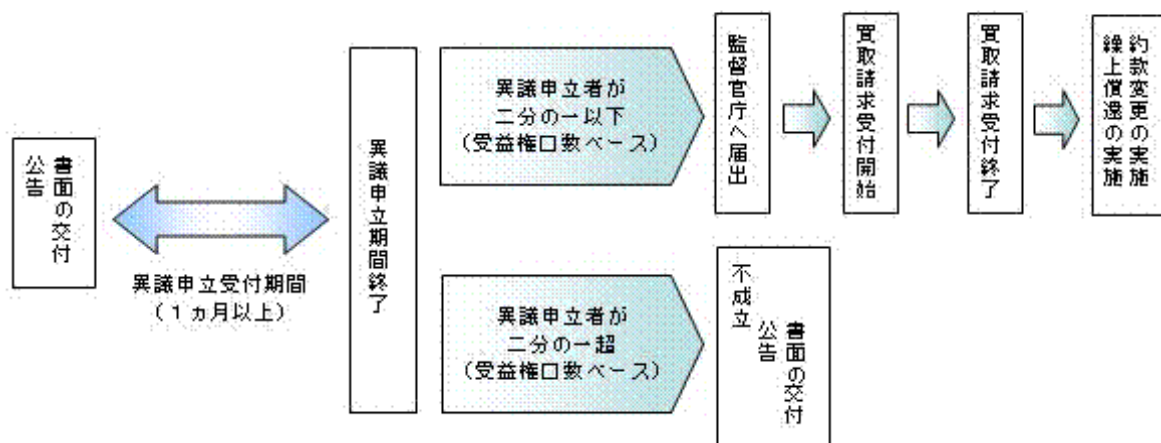 書面の交付
公告
異議申立受付期間
（１ヵ月以上）
異議申立期間終了
異議申立者が
二分の一以下
（受益権口数ベース）
監督官庁へ届出
買取請求受付開始
買取請求受付終了
約款変更の実施
繰上償還の実施
異議申立者が
二分の一超
（受益権口数ベース）
書面の交付
公告
不成立